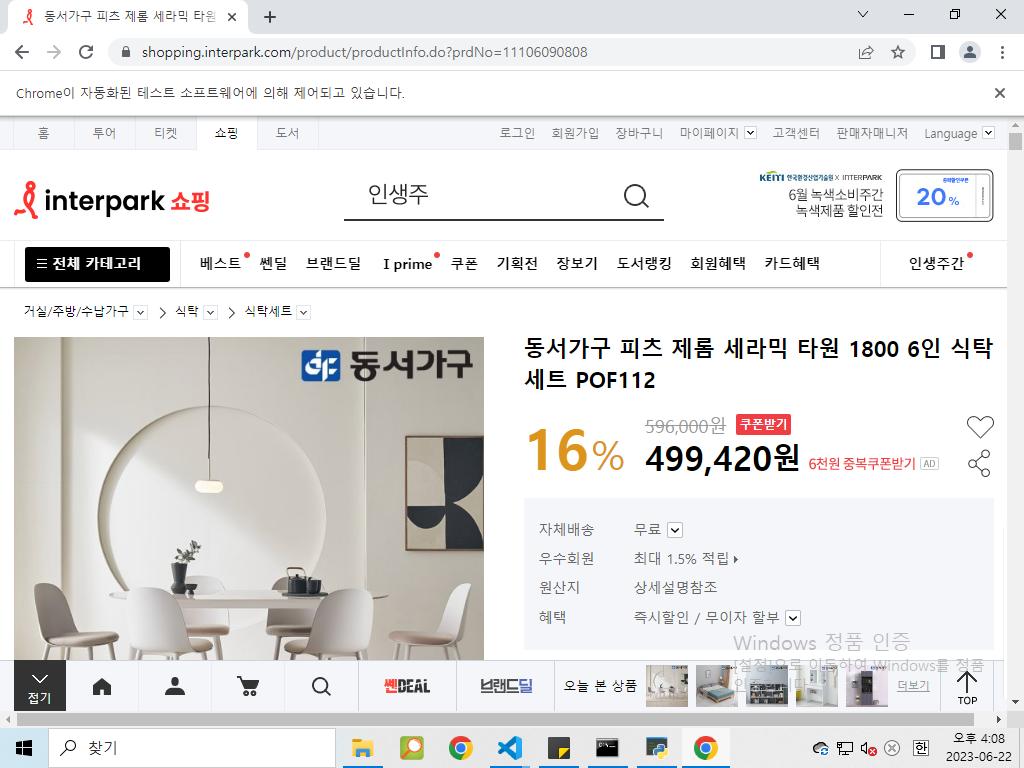 동서가구 피츠 제롬 세라믹 타원
shopping.interpark.com/product/productInfo.do?prdNo=11106090808
Chrome이 자동화된 테스트 소프트웨어에 의해 제어되고 있습니다.
홈 투어 티켓 쇼핑 도서 로그인 회원가입 장바구니 마이페이지 고객센터 판매자매니저 Language
interpark 쇼핑
인생주
KEITI 한국환경산업기술원 X INTERPARK
6월 녹색소비주간
녹색제품 할인전
중복할인쿠폰
20%
전체 카테고리 베스트 쎈딜 브랜드딜 I prime 쿠폰 기획전 장보기 도서랭킹 회원혜택 카드혜택 인생주간
거실/주방/수납가구 식탁 식탁세트
동서가구
동서가구 피츠 제롬 세라믹 타원 1800 6인 식탁
세트 POF112
16%
596,000원 쿠폰받기
499,420원 6천원 중복쿠폰받기 AD
자체배송 무료
우수회원 최대 1.5% 적립
원산지 상세설명참조
혜택 즉시할인 / 무이자 할부
Windows 정품 인증
[설정]으로 이동하여 Windows를 정품
접기
쎈DEAL
브랜드딜
오늘 본 상품
더보기
TOP
찾기
오후 4:08
한
2023-06-22